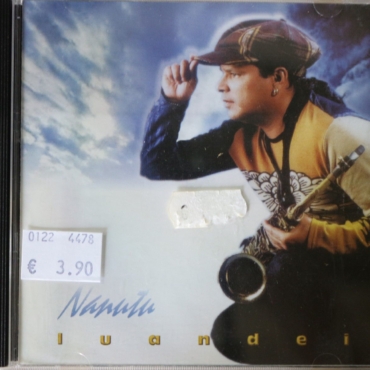 0122 4478
€ 3.90
Nanutu
luandei